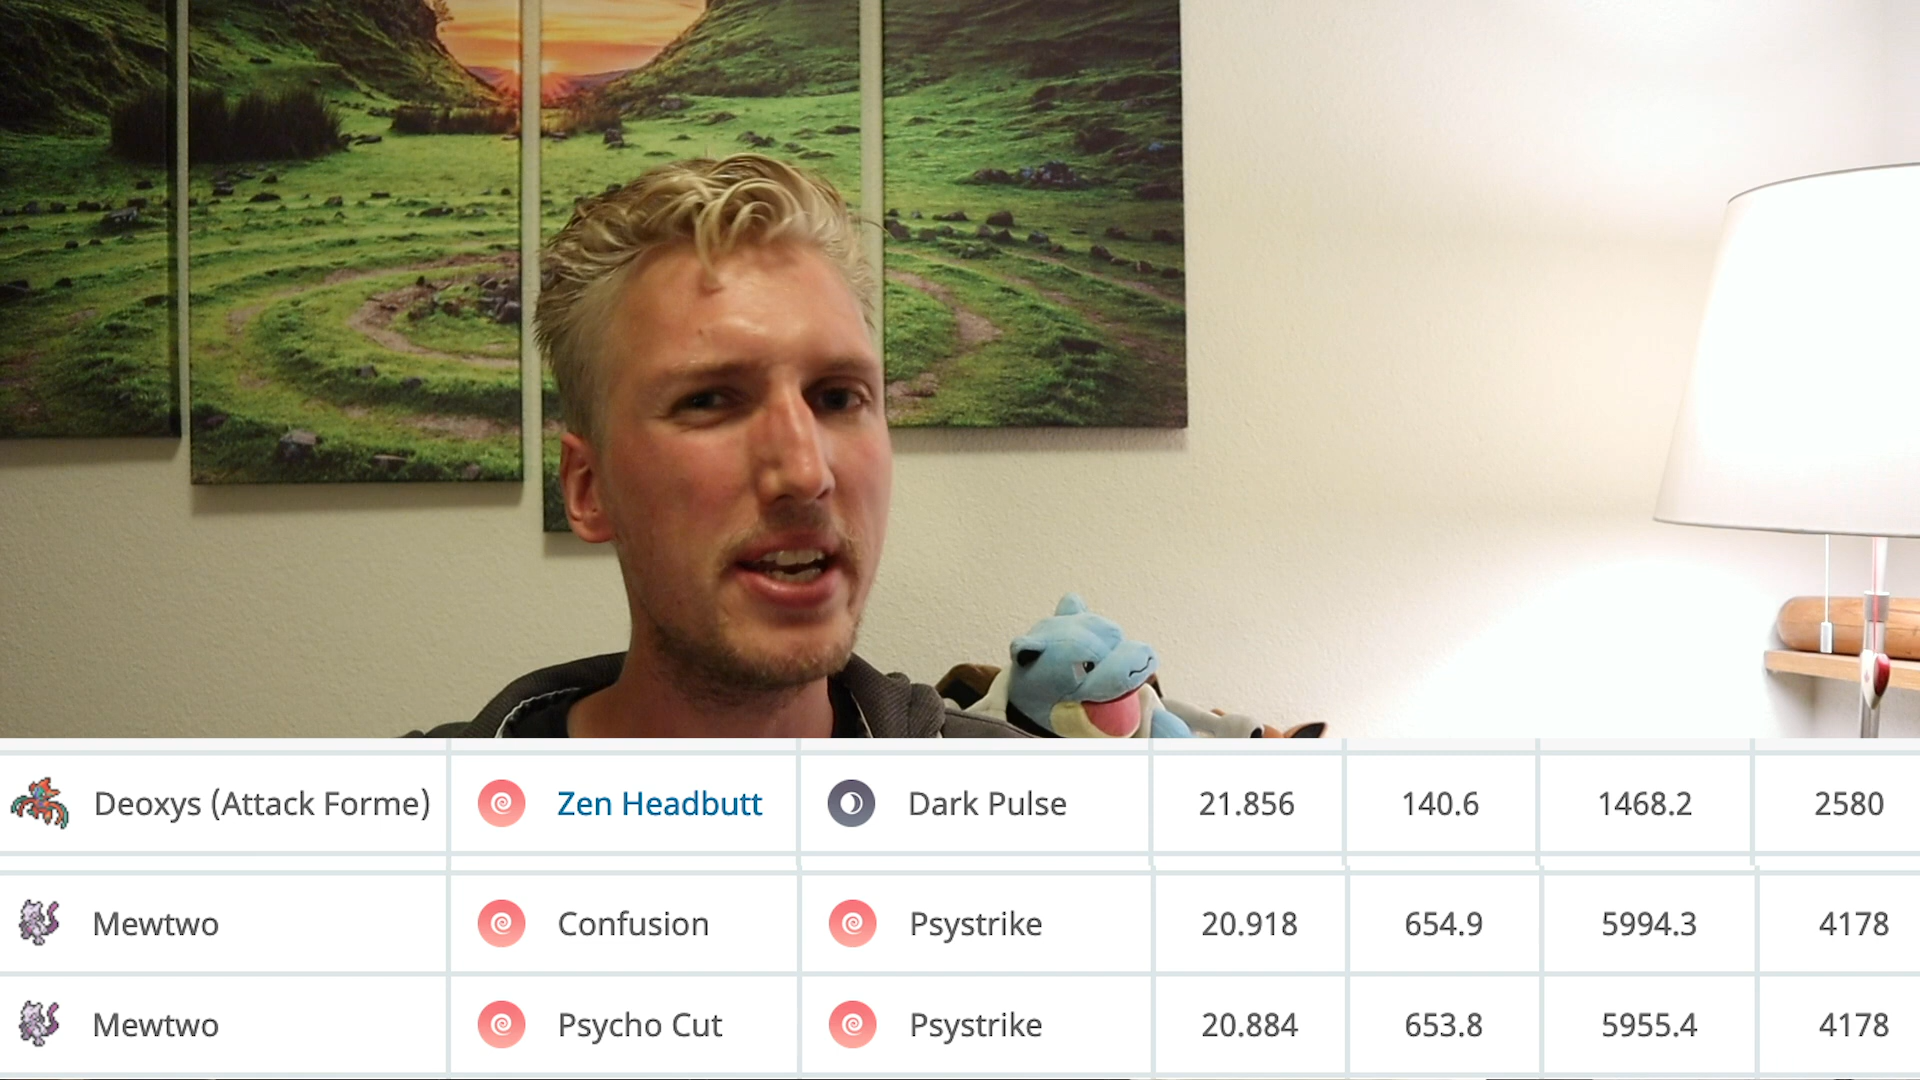 Deoxys (Attack Forme) Zen Headbutt Dark Pulse 21.856 140.6 1468.2 2580
Mewtwo Confusion Psystrike 20.918 654.9 5994.3 4178
Mewtwo Psycho Cut Psystrike 20.884 653.8 5955.4 4178